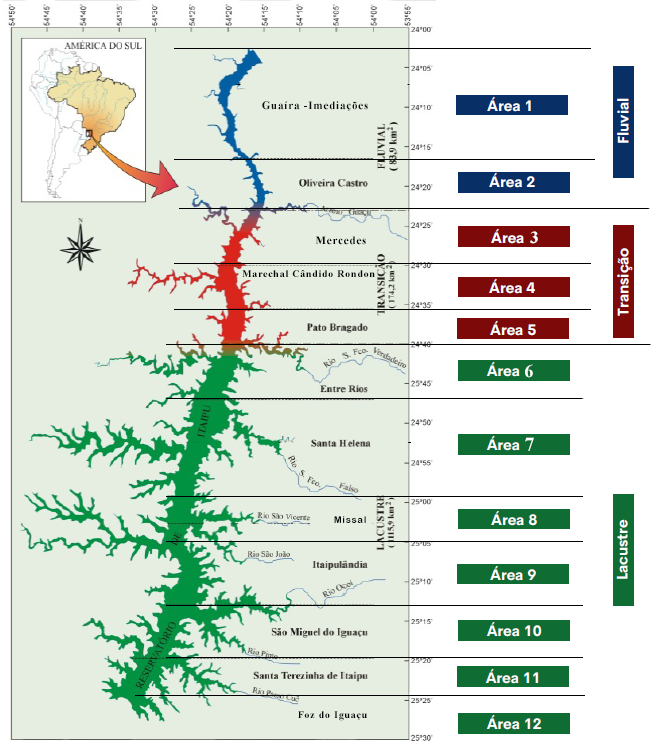 54°50' 54°45' 54°40' 54°30' 54°25' 54°20' 54°15' 54°10' 54°05' 54°00' 53°55'
24°00'
AMÉRICA DO SUL
24°05'
Guaíra -Imediações
24°10'
Área 1
Fluvial
FLUVIAL
( 83,9 km²)
24°15'
Oliveira Castro
24°20'
Área 2
Guaçu
24°25'
Mercedes
Área 3
Transição
24°30'
Marechal Cândido Rondon
TRANSIÇÃO
(174,2 km²)
Área 4
24°35'
Pato Bragado
Área 5
24°40'
Rio S. Fco. Verdadeiro
Área 6
25°45'
Entre Rios
24°50'
Santa Helena
Área 7
24°55'
Rio S. Fco. Falso
25°00'
LACUSTRE
(1115,9 km²)
Rio São Vicente
Missal
Área 8
Lacustre
25°05'
Rio São João
Itaipulândia
Área 9
25°10'
Rio Ocoí
25°15'
São Miguel do Iguaçu
Área 10
Rio Pinto
25°20'
Santa Terezinha de Itaipu
Área 11
Rio Passo Cuê
25°25'
Foz do Iguaçu
Área 12
25°30'
RESERVATÓRIO DE ITAIPU